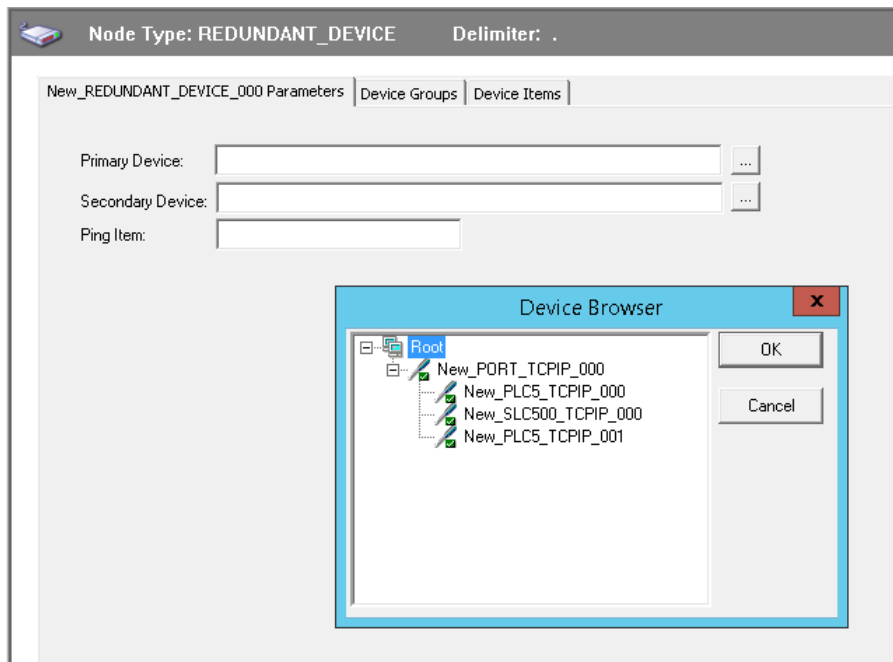 Node Type: REDUNDANT_DEVICE Delimiter: .
New_REDUNDANT_DEVICE_000 Parameters Device Groups Device Items
Primary Device: ...
Secondary Device: ...
Ping Item:
Device Browser x
Root
New_PORT_TCPIP_000
New_PLC5_TCPIP_000
New_SLC500_TCPIP_000
New_PLC5_TCPIP_001
OK
Cancel